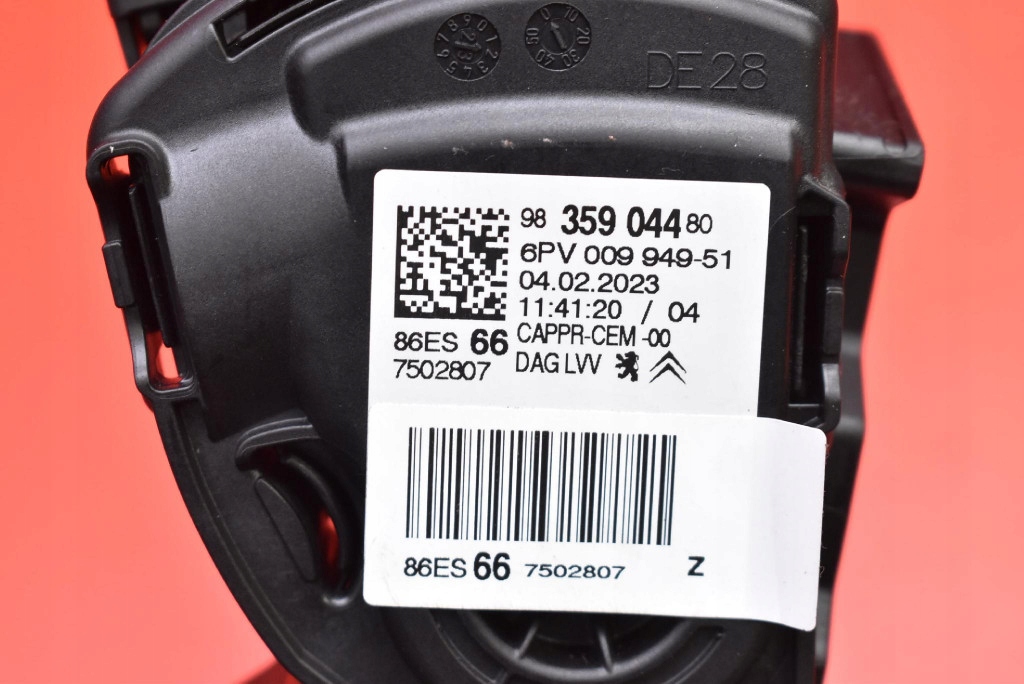 DE28
98 359 044 80
6PV 009 949-51
04.02.2023
11:41:20 / 04
CAPPR-CEM -00
DAG LVV
86ES 66
7502807
86ES 66 7502807 Z